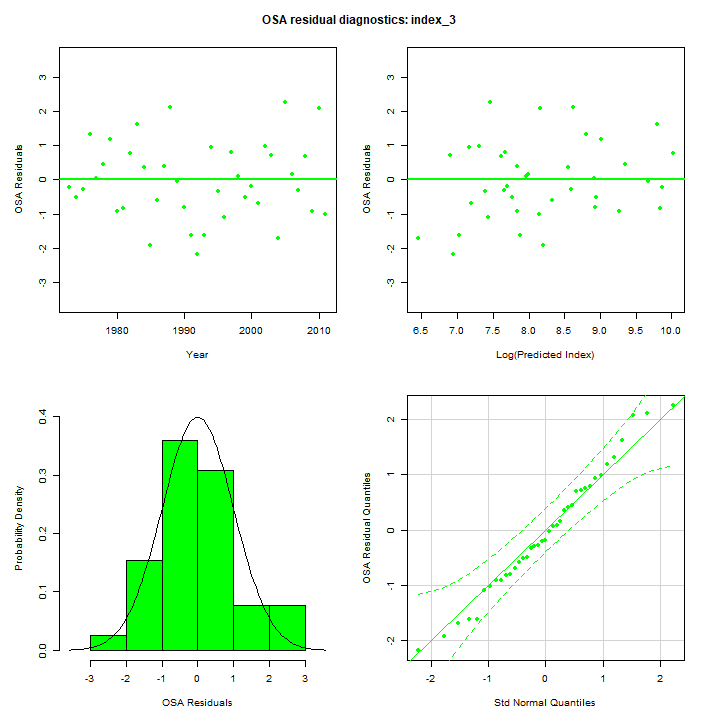 OSA residual diagnostics: index_3
OSA Residuals
3
2
1
0
-1
-2
-3
1980 1990 2000 2010
Year
OSA Residuals
3
2
1
0
-1
-2
-3
6.5 7.0 7.5 8.0 8.5 9.0 9.5 10.0
Log(Predicted Index)
Probability Density
0.4
0.3
0.2
0.1
0.0
-3 -2 -1 0 1 2 3
OSA Residuals
OSA Residual Quantiles
2
1
0
-1
-2
-2 -1 0 1 2
Std Normal Quantiles